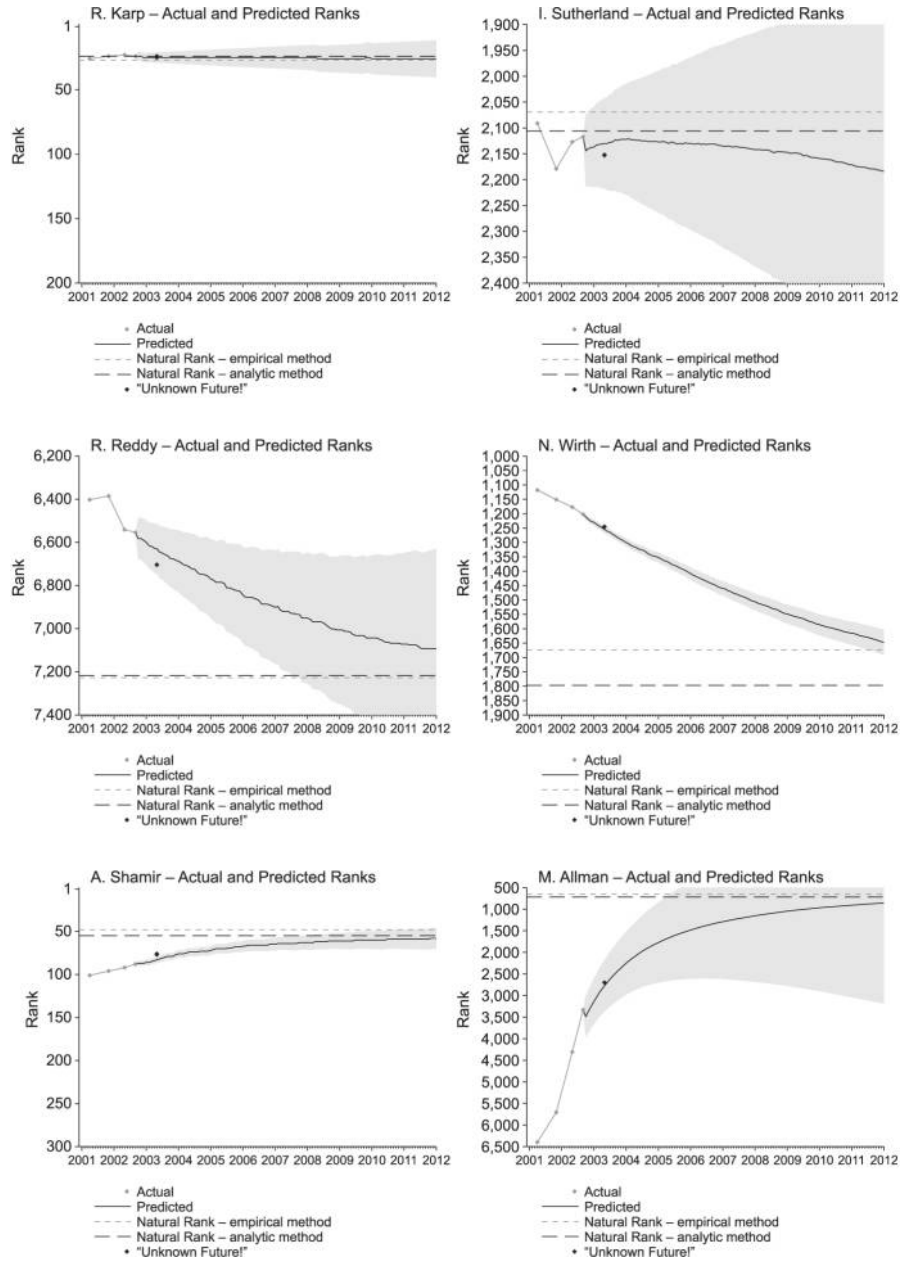 R. Karp – Actual and Predicted Ranks
1
50
100
150
200
Rank
2001 2002 2003 2004 2005 2006 2007 2008 2009 2010 2011 2012
Actual
Predicted
Natural Rank – empirical method
Natural Rank – analytic method
“Unknown Future!”
I. Sutherland – Actual and Predicted Ranks
1,900
1,950
2,000
2,050
2,100
2,150
2,200
2,250
2,300
2,350
2,400
Rank
2001 2002 2003 2004 2005 2006 2007 2008 2009 2010 2011 2012
Actual
Predicted
Natural Rank – empirical method
Natural Rank – analytic method
“Unknown Future!”
R. Reddy – Actual and Predicted Ranks
6,200
6,400
6,600
6,800
7,000
7,200
7,400
Rank
2001 2002 2003 2004 2005 2006 2007 2008 2009 2010 2011 2012
Actual
Predicted
Natural Rank – empirical method
Natural Rank – analytic method
“Unknown Future!”
N. Wirth – Actual and Predicted Ranks
1,000
1,050
1,100
1,150
1,200
1,250
1,300
1,350
1,400
1,450
1,500
1,550
1,600
1,650
1,700
1,750
1,800
1,850
1,900
Rank
2001 2002 2003 2004 2005 2006 2007 2008 2009 2010 2011 2012
Actual
Predicted
Natural Rank – empirical method
Natural Rank – analytic method
“Unknown Future!”
A. Shamir – Actual and Predicted Ranks
1
50
100
150
200
250
300
Rank
2001 2002 2003 2004 2005 2006 2007 2008 2009 2010 2011 2012
Actual
Predicted
Natural Rank – empirical method
Natural Rank – analytic method
“Unknown Future!”
M. Allman – Actual and Predicted Ranks
500
1,000
1,500
2,000
2,500
3,000
3,500
4,000
4,500
5,000
5,500
6,000
6,500
Rank
2001 2002 2003 2004 2005 2006 2007 2008 2009 2010 2011 2012
Actual
Predicted
Natural Rank – empirical method
Natural Rank – analytic method
“Unknown Future!”